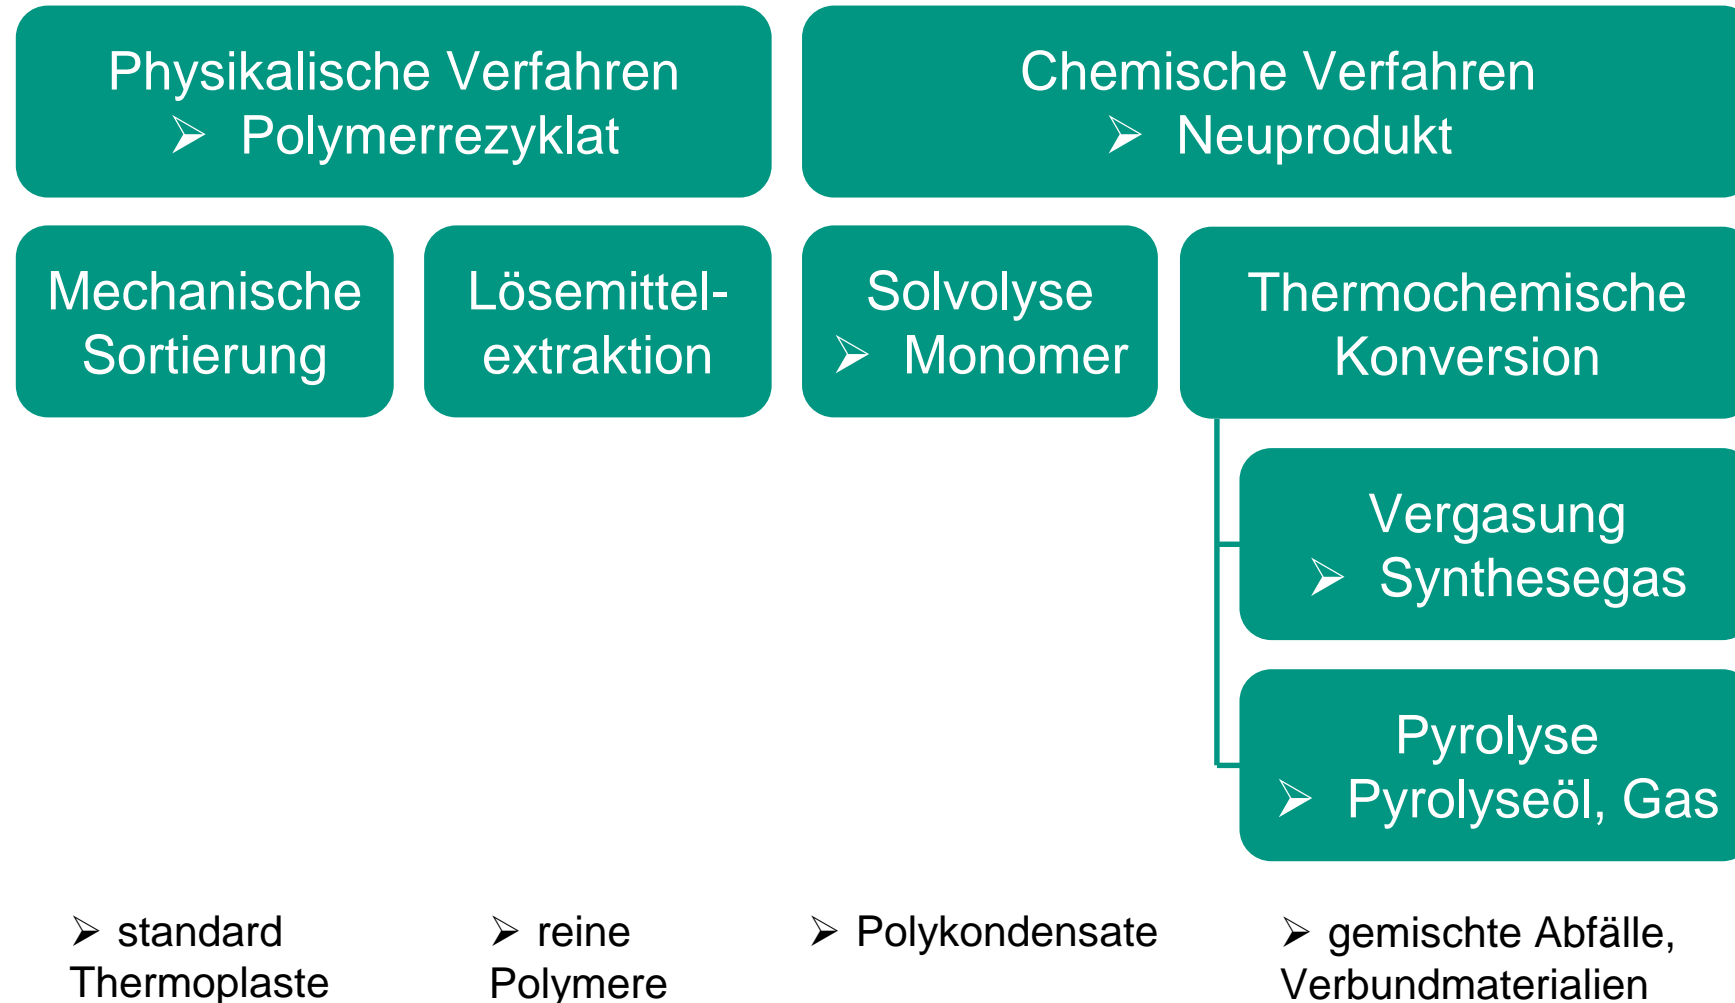 Physikalische Verfahren
➢ Polymerrezyklat
Chemische Verfahren
➢ Neuprodukt
Mechanische
Sortierung
Lösemittel-
extraktion
Solvolyse
➢ Monomer
Thermochemische
Konversion
Vergasung
➢ Synthesegas
Pyrolyse
➢ Pyrolyseöl, Gas
➢ standard
Thermoplaste
➢ reine
Polymere
➢ Polykondensate
➢ gemischte Abfälle,
Verbundmaterialien